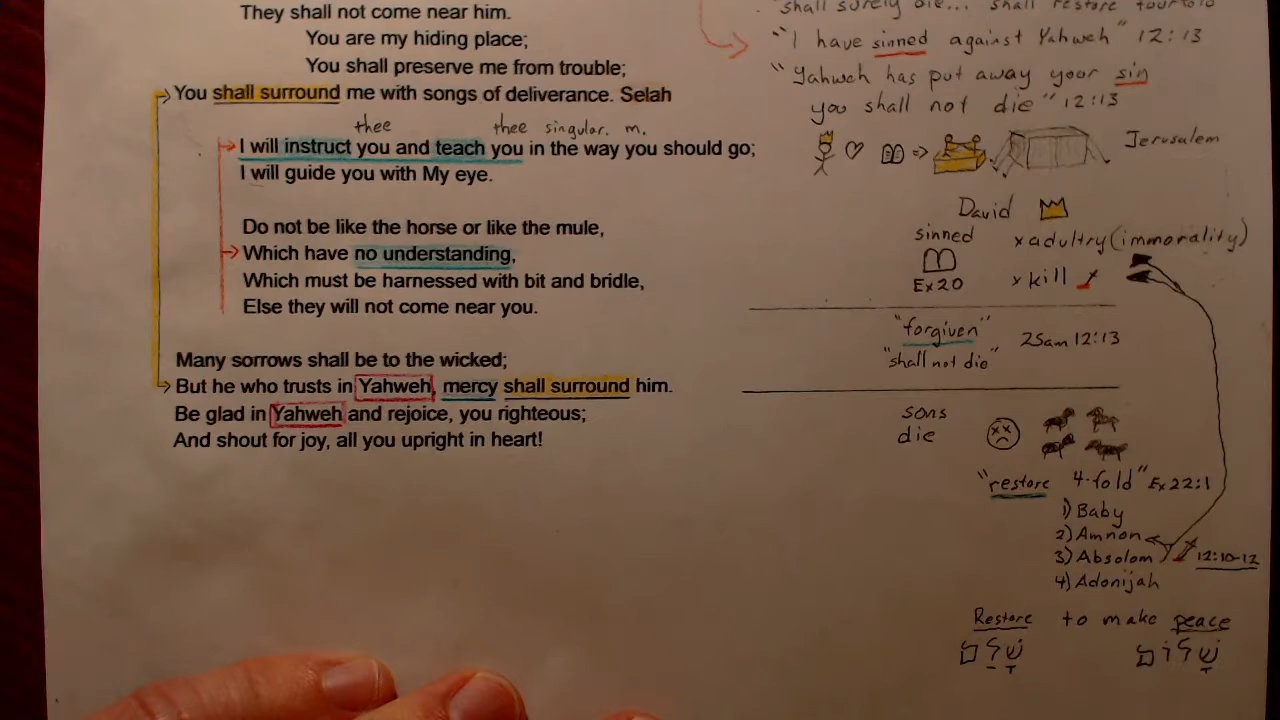 They shall not come near him.
You are my hiding place;
You shall preserve me from trouble;
You shall surround me with songs of deliverance. Selah
thee thee singular. m.
I will instruct you and teach you in the way you should go;
I will guide you with My eye.
Do not be like the horse or like the mule,
Which have no understanding,
Which must be harnessed with bit and bridle,
Else they will not come near you.
Many sorrows shall be to the wicked;
But he who trusts in Yahweh, mercy shall surround him.
Be glad in Yahweh and rejoice, you righteous;
And shout for joy, all you upright in heart!
"shall surely die... shall restore fourfold
"I have sinned against Yahweh" 12:13
"Yahweh has put away your sin
you shall not die" 12:13
Jerusalem
David
sinned x adultry (immorality)
Ex 20 x kill
"forgiven"
"shall not die" 2Sam 12:13
sons
die
"restore 4-fold" Ex 22:1
1) Baby
2) Amnon
3) Absolom 12:10-12
4) Adonijah
Restore to make peace
שָׁלַם שָׁלוֹם